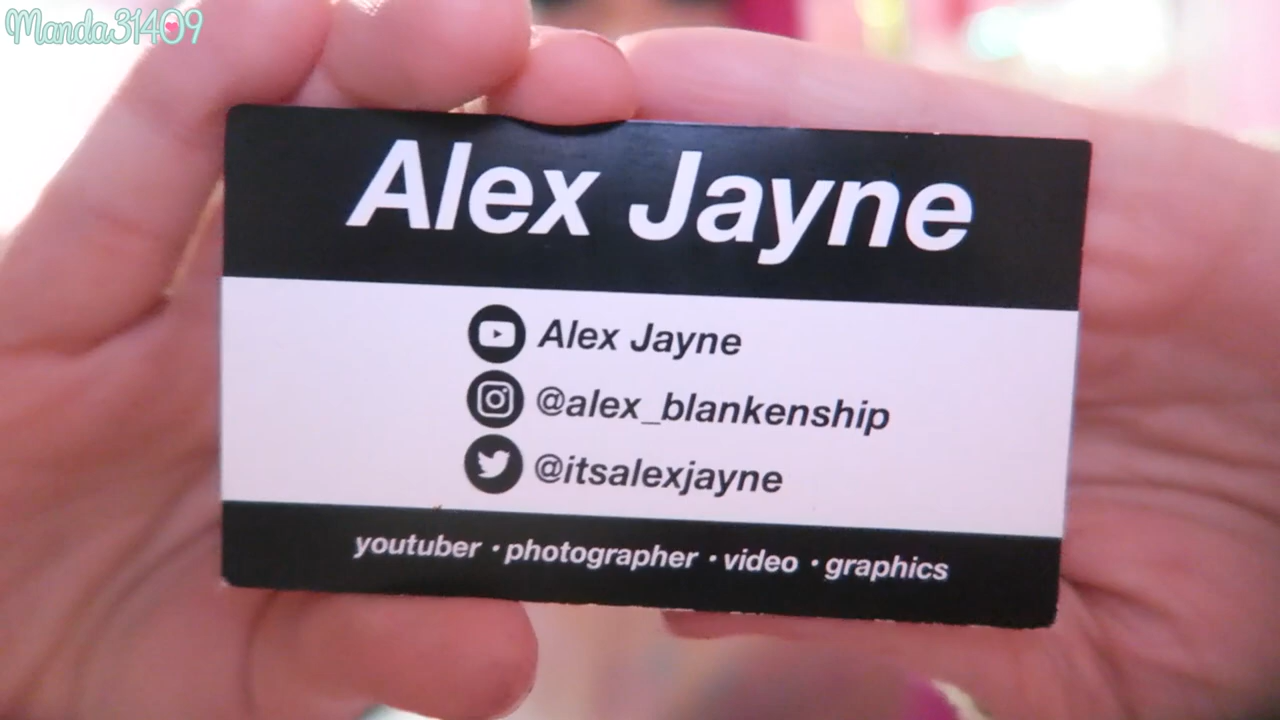 Manda31409
Alex Jayne
Alex Jayne
@alex_blankenship
@itsalexjayne
youtuber · photographer · video · graphics